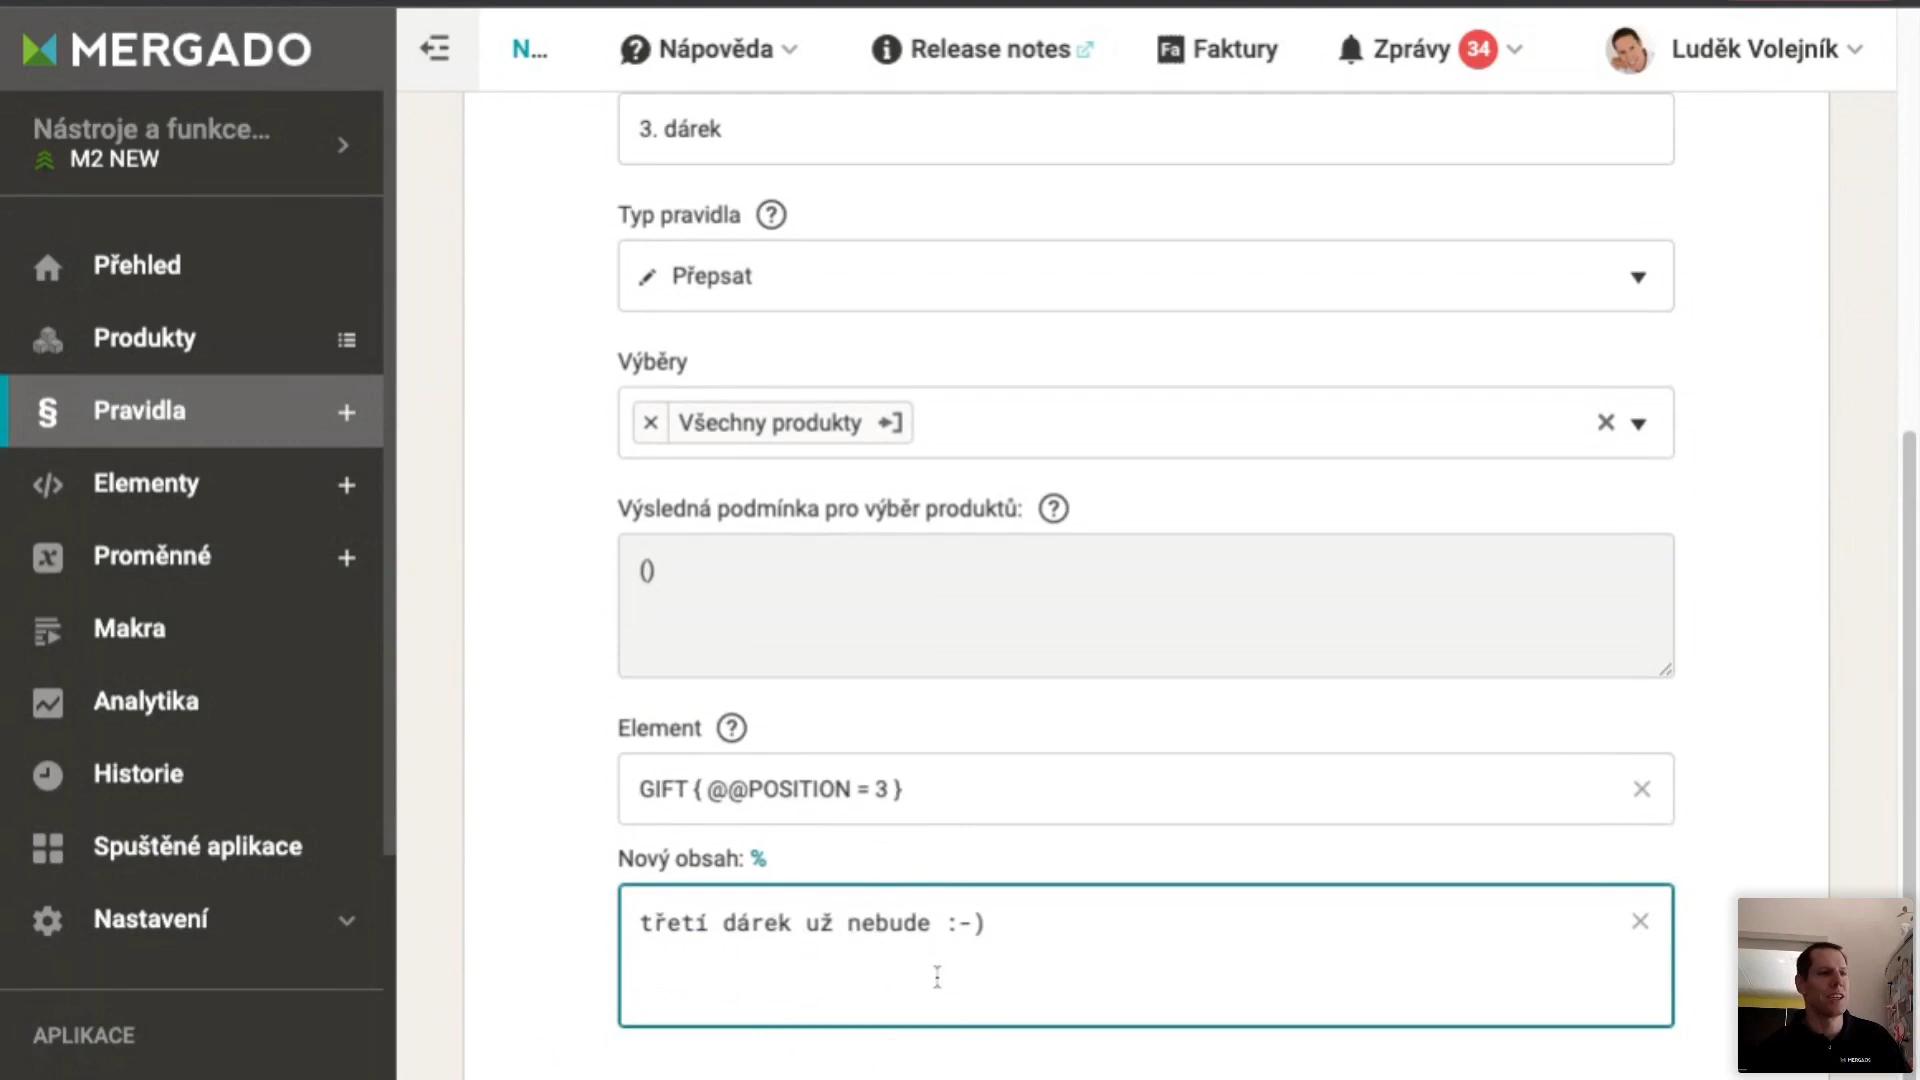 MERGADO
N...
Nápověda
Release notes
Fa Faktury
Zprávy 34
Luděk Volejník
Nástroje a funkce...
M2 NEW
Přehled
Produkty
§ Pravidla +
</> Elementy +
x Proměnné +
Makra
Analytika
Historie
Spuštěné aplikace
Nastavení
APLIKACE
3. dárek
Typ pravidla ?
Přepsat
Výběry
× Všechny produkty
Výsledná podmínka pro výběr produktů: ?
()
Element ?
GIFT { @@POSITION = 3 }
Nový obsah: %
třetí dárek už nebude :-)
MERGADO